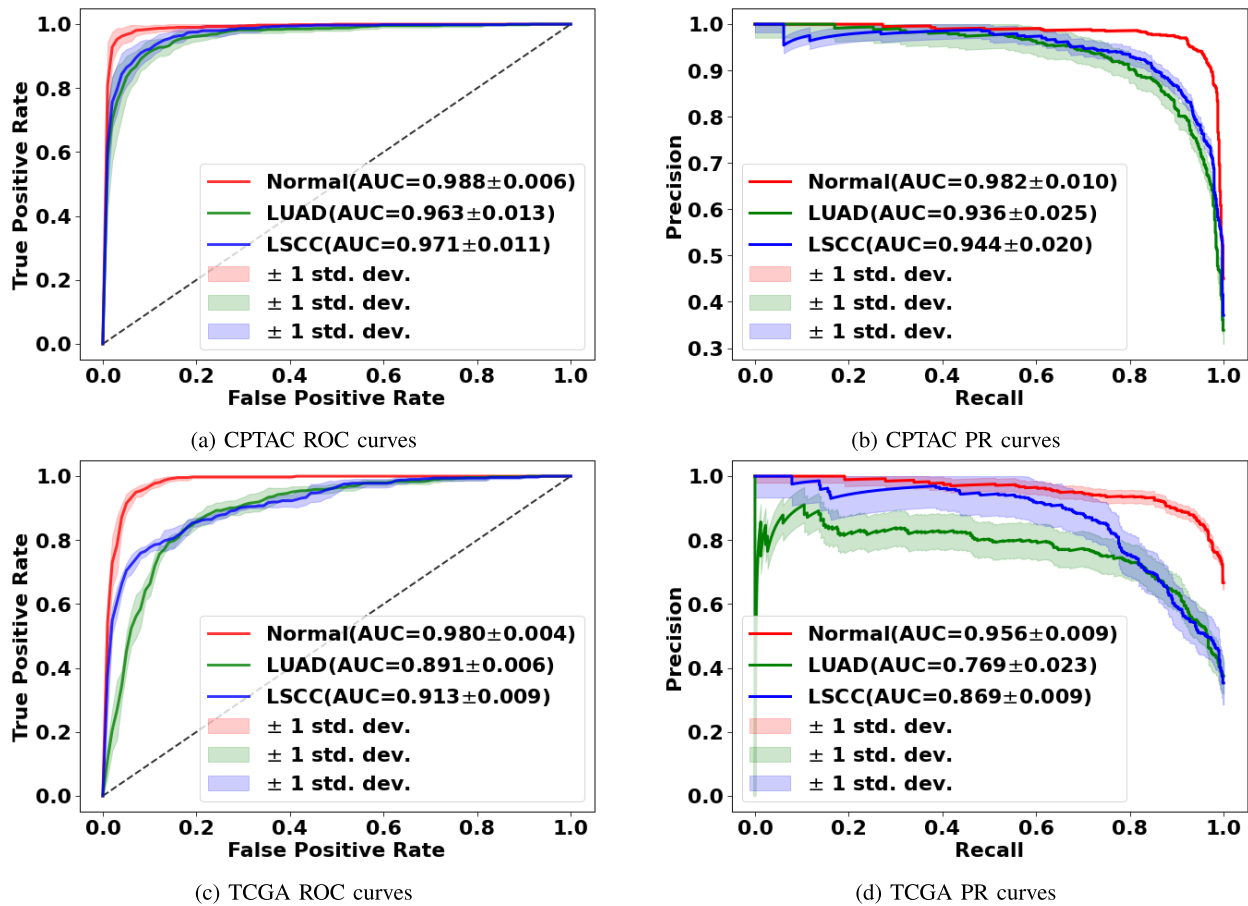 1.0
0.8
0.6
0.4
0.2
0.0
True Positive Rate
Normal(AUC=0.988±0.006)
LUAD(AUC=0.963±0.013)
LSCC(AUC=0.971±0.011)
± 1 std. dev.
± 1 std. dev.
± 1 std. dev.
0.0 0.2 0.4 0.6 0.8 1.0
False Positive Rate
(a) CPTAC ROC curves
1.0
0.9
0.8
0.7
0.6
0.5
0.4
0.3
Precision
Normal(AUC=0.982±0.010)
LUAD(AUC=0.936±0.025)
LSCC(AUC=0.944±0.020)
± 1 std. dev.
± 1 std. dev.
± 1 std. dev.
0.0 0.2 0.4 0.6 0.8 1.0
Recall
(b) CPTAC PR curves
1.0
0.8
0.6
0.4
0.2
0.0
True Positive Rate
Normal(AUC=0.980±0.004)
LUAD(AUC=0.891±0.006)
LSCC(AUC=0.913±0.009)
± 1 std. dev.
± 1 std. dev.
± 1 std. dev.
0.0 0.2 0.4 0.6 0.8 1.0
False Positive Rate
(c) TCGA ROC curves
1.0
0.8
0.6
0.4
0.2
0.0
Precision
Normal(AUC=0.956±0.009)
LUAD(AUC=0.769±0.023)
LSCC(AUC=0.869±0.009)
± 1 std. dev.
± 1 std. dev.
± 1 std. dev.
0.0 0.2 0.4 0.6 0.8 1.0
Recall
(d) TCGA PR curves